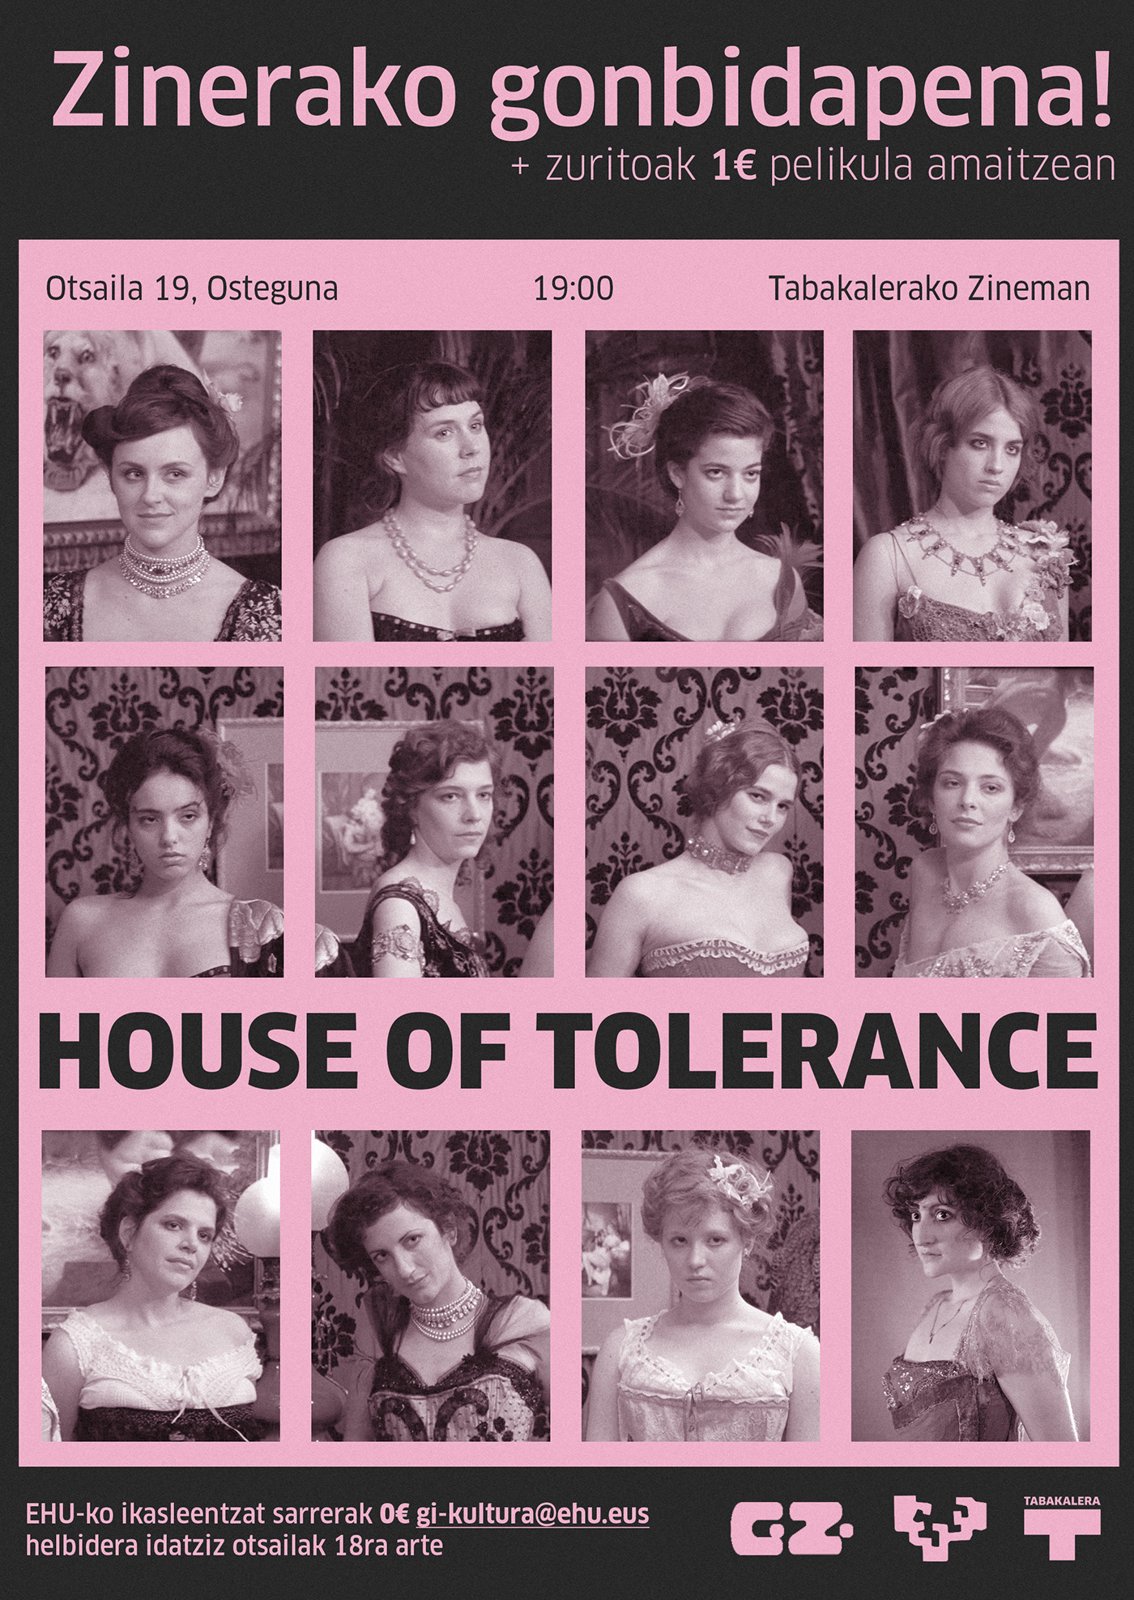 Zinerako gonbidapena!
+ zuritoak 1€ pelikula amaitzean
Otsaila 19, Osteguna
19:00
Tabakalerako Zineman
HOUSE OF TOLERANCE
EHU-ko ikasleentzat sarrerak 0€ gi-kultura@ehu.eus
helbidera idatziz otsailak 18ra arte
GZ.
TABAKALERA
T